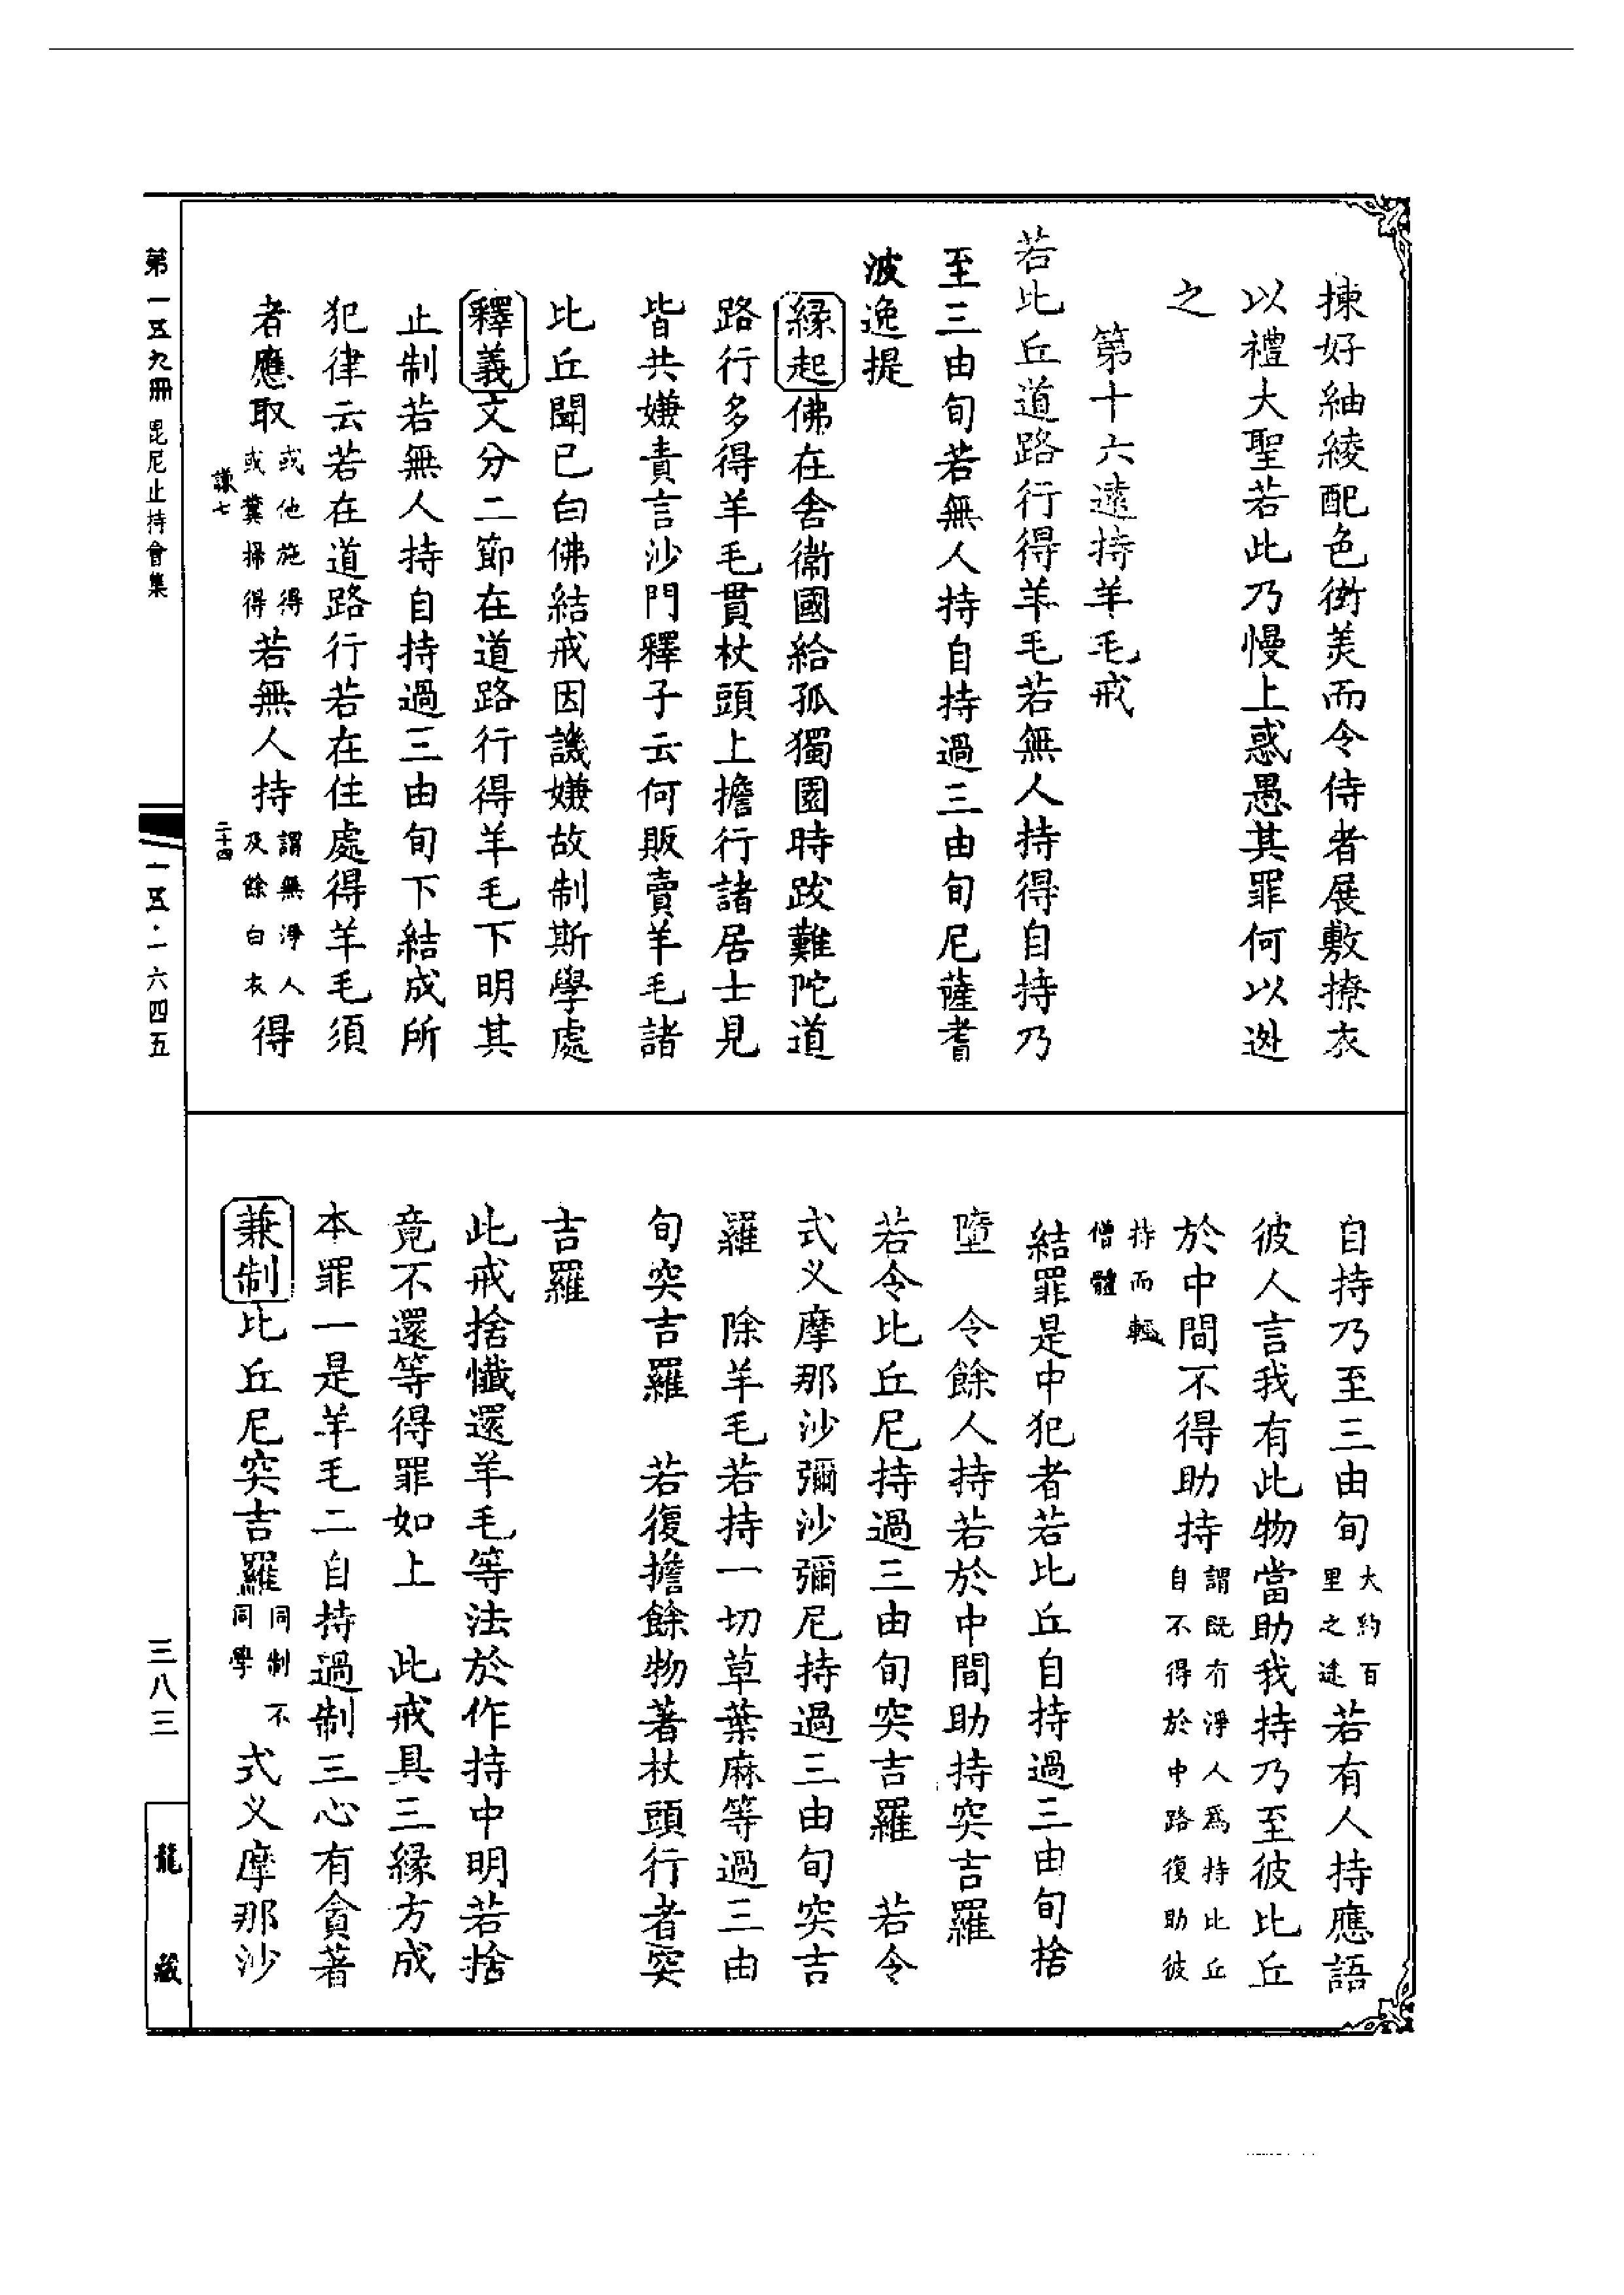 揀好紬綾配色衒美而令侍者展敷撩衣
以禮大聖若此乃慢上惑愚其罪何以逃
之
第十六遠持羊毛戒
若比丘道路行得羊毛若無人持得自持乃
至三由旬若無人持自持過三由旬尼薩耆
波逸提
緣起佛在舍衞國給孤獨園時跋難陀道
路行多得羊毛貫杖頭上擔行諸居士見
皆共嫌責言沙門釋子云何販賣羊毛諸
比丘聞已白佛結戒因譏嫌故制斯學處
釋義文分二節在道路行得羊毛下明其
止制若無人持自持過三由旬下結成所
犯律云若在道路行若在住處得羊毛須
者應取或他施得或糞掃得若無人持謂無淨人及餘白衣得
謙七
二十四
自持乃至三由旬大約百里之遠若有人持應語
彼人言我有此物當助我持乃至彼比丘
於中間不得助持謂既有淨人爲持比丘自不得於中路復助彼
持而輕僧體
結罪是中犯者若比丘自持過三由旬捨
墮　令餘人持若於中間助持突吉羅
若令比丘尼持過三由旬突吉羅　若令
式义摩那沙彌沙彌尼持過三由旬突吉
羅　除羊毛若持一切草葉麻等過三由
旬突吉羅　若復擔餘物著杖頭行者突
吉羅
此戒捨懺還羊毛等法於作持中明若捨
竟不還等得罪如上　此戒具三緣方成
本罪一是羊毛二自持過制三心有貪著
兼制比丘尼突吉羅同制不同學　式义摩那沙
第一五九冊 毘尼止持會集
一五·一六四五
三八三
龍藏